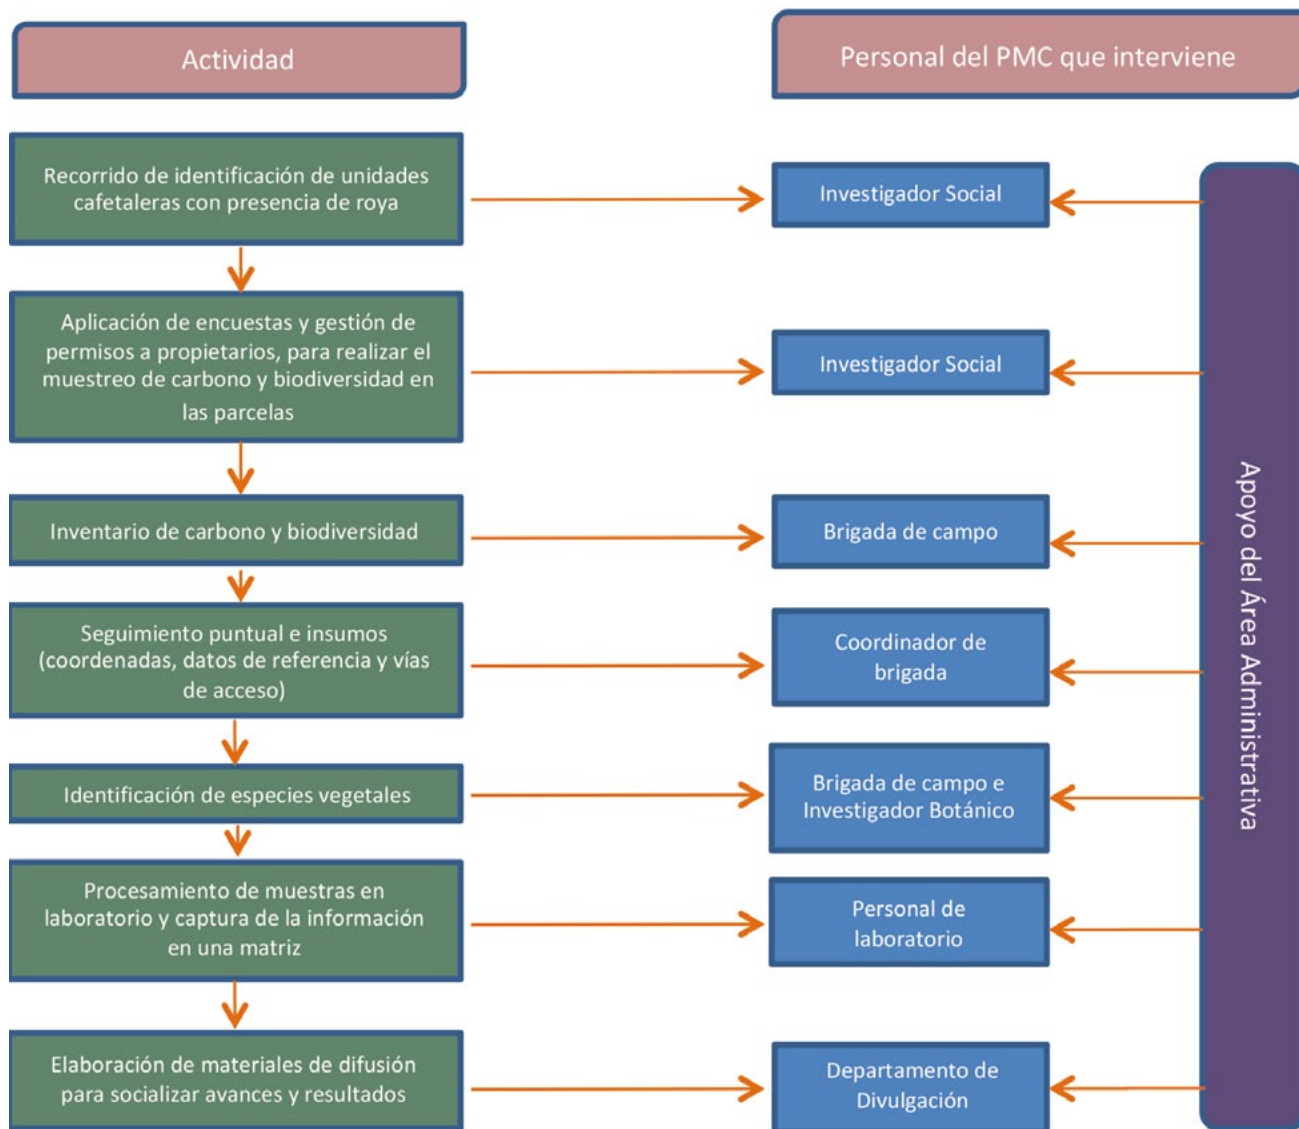 Actividad
Personal del PMC que interviene
Recorrido de identificación de unidades
cafetaleras con presencia de roya
Investigador Social
Aplicación de encuestas y gestión de
permisos a propietarios, para realizar el
muestreo de carbono y biodiversidad en
las parcelas
Investigador Social
Inventario de carbono y biodiversidad
Brigada de campo
Seguimiento puntual e insumos
(coordenadas, datos de referencia y vías
de acceso)
Coordinador de
brigada
Identificación de especies vegetales
Brigada de campo e
Investigador Botánico
Procesamiento de muestras en
laboratorio y captura de la información
en una matriz
Personal de
laboratorio
Elaboración de materiales de difusión
para socializar avances y resultados
Departamento de
Divulgación
Apoyo del Área Administrativa